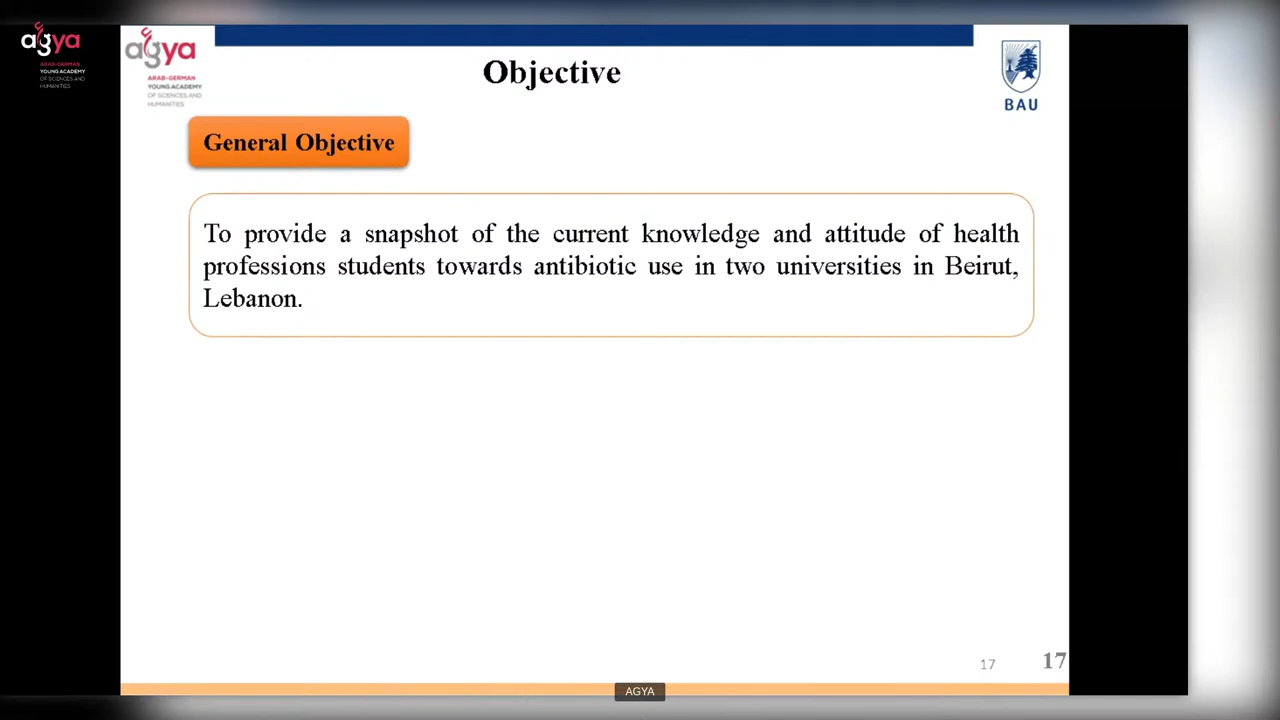 agya
ARAB-GERMAN
YOUNG ACADEMY
OF SCIENCES AND
HUMANITIES
agya
ARAB-GERMAN
YOUNG ACADEMY
OF SCIENCES AND
HUMANITIES
Objective
BAU
General Objective
To provide a snapshot of the current knowledge and attitude of health
professions students towards antibiotic use in two universities in Beirut,
Lebanon.
17
17
AGYA